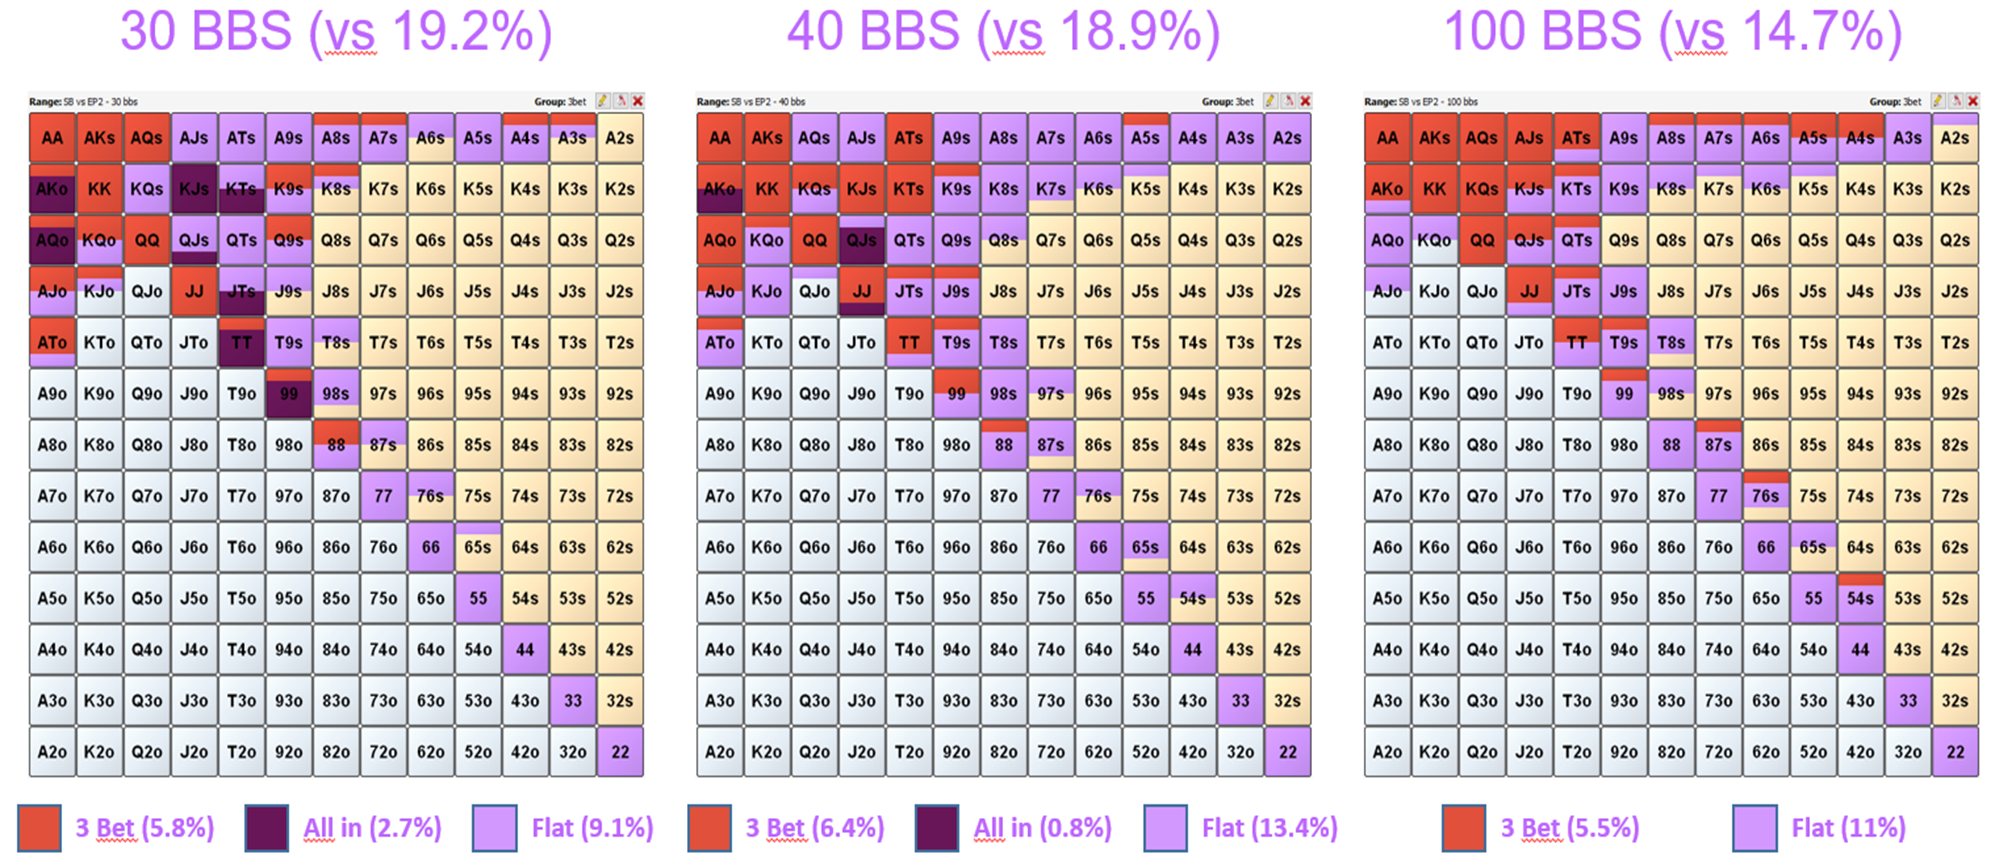 30 BBS (vs 19.2%)
40 BBS (vs 18.9%)
100 BBS (vs 14.7%)
Range: SB vs EP2 - 30 bbs Group: 3bet
Range: SB vs EP2 - 40 bbs Group: 3bet
Range: SB vs EP2 - 100 bbs Group: 3bet
AA AKs AQs AJs ATs A9s A8s A7s A6s A5s A4s A3s A2s
AKo KK KQs KJs KTs K9s K8s K7s K6s K5s K4s K3s K2s
AQo KQo QQ QJs QTs Q9s Q8s Q7s Q6s Q5s Q4s Q3s Q2s
AJo KJo QJo JJ JTs J9s J8s J7s J6s J5s J4s J3s J2s
ATo KTo QTo JTo TT T9s T8s T7s T6s T5s T4s T3s T2s
A9o K9o Q9o J9o T9o 99 98s 97s 96s 95s 94s 93s 92s
A8o K8o Q8o J8o T8o 98o 88 87s 86s 85s 84s 83s 82s
A7o K7o Q7o J7o T7o 97o 87o 77 76s 75s 74s 73s 72s
A6o K6o Q6o J6o T6o 96o 86o 76o 66 65s 64s 63s 62s
A5o K5o Q5o J5o T5o 95o 85o 75o 65o 55 54s 53s 52s
A4o K4o Q4o J4o T4o 94o 84o 74o 64o 54o 44 43s 42s
A3o K3o Q3o J3o T3o 93o 83o 73o 63o 53o 43o 33 32s
A2o K2o Q2o J2o T2o 92o 82o 72o 62o 52o 42o 32o 22
AA AKs AQs AJs ATs A9s A8s A7s A6s A5s A4s A3s A2s
AKo KK KQs KJs KTs K9s K8s K7s K6s K5s K4s K3s K2s
AQo KQo QQ QJs QTs Q9s Q8s Q7s Q6s Q5s Q4s Q3s Q2s
AJo KJo QJo JJ JTs J9s J8s J7s J6s J5s J4s J3s J2s
ATo KTo QTo JTo TT T9s T8s T7s T6s T5s T4s T3s T2s
A9o K9o Q9o J9o T9o 99 98s 97s 96s 95s 94s 93s 92s
A8o K8o Q8o J8o T8o 98o 88 87s 86s 85s 84s 83s 82s
A7o K7o Q7o J7o T7o 97o 87o 77 76s 75s 74s 73s 72s
A6o K6o Q6o J6o T6o 96o 86o 76o 66 65s 64s 63s 62s
A5o K5o Q5o J5o T5o 95o 85o 75o 65o 55 54s 53s 52s
A4o K4o Q4o J4o T4o 94o 84o 74o 64o 54o 44 43s 42s
A3o K3o Q3o J3o T3o 93o 83o 73o 63o 53o 43o 33 32s
A2o K2o Q2o J2o T2o 92o 82o 72o 62o 52o 42o 32o 22
AA AKs AQs AJs ATs A9s A8s A7s A6s A5s A4s A3s A2s
AKo KK KQs KJs KTs K9s K8s K7s K6s K5s K4s K3s K2s
AQo KQo QQ QJs QTs Q9s Q8s Q7s Q6s Q5s Q4s Q3s Q2s
AJo KJo QJo JJ JTs J9s J8s J7s J6s J5s J4s J3s J2s
ATo KTo QTo JTo TT T9s T8s T7s T6s T5s T4s T3s T2s
A9o K9o Q9o J9o T9o 99 98s 97s 96s 95s 94s 93s 92s
A8o K8o Q8o J8o T8o 98o 88 87s 86s 85s 84s 83s 82s
A7o K7o Q7o J7o T7o 97o 87o 77 76s 75s 74s 73s 72s
A6o K6o Q6o J6o T6o 96o 86o 76o 66 65s 64s 63s 62s
A5o K5o Q5o J5o T5o 95o 85o 75o 65o 55 54s 53s 52s
A4o K4o Q4o J4o T4o 94o 84o 74o 64o 54o 44 43s 42s
A3o K3o Q3o J3o T3o 93o 83o 73o 63o 53o 43o 33 32s
A2o K2o Q2o J2o T2o 92o 82o 72o 62o 52o 42o 32o 22
3 Bet (5.8%) All in (2.7%) Flat (9.1%)
3 Bet (6.4%) All in (0.8%) Flat (13.4%)
3 Bet (5.5%) Flat (11%)